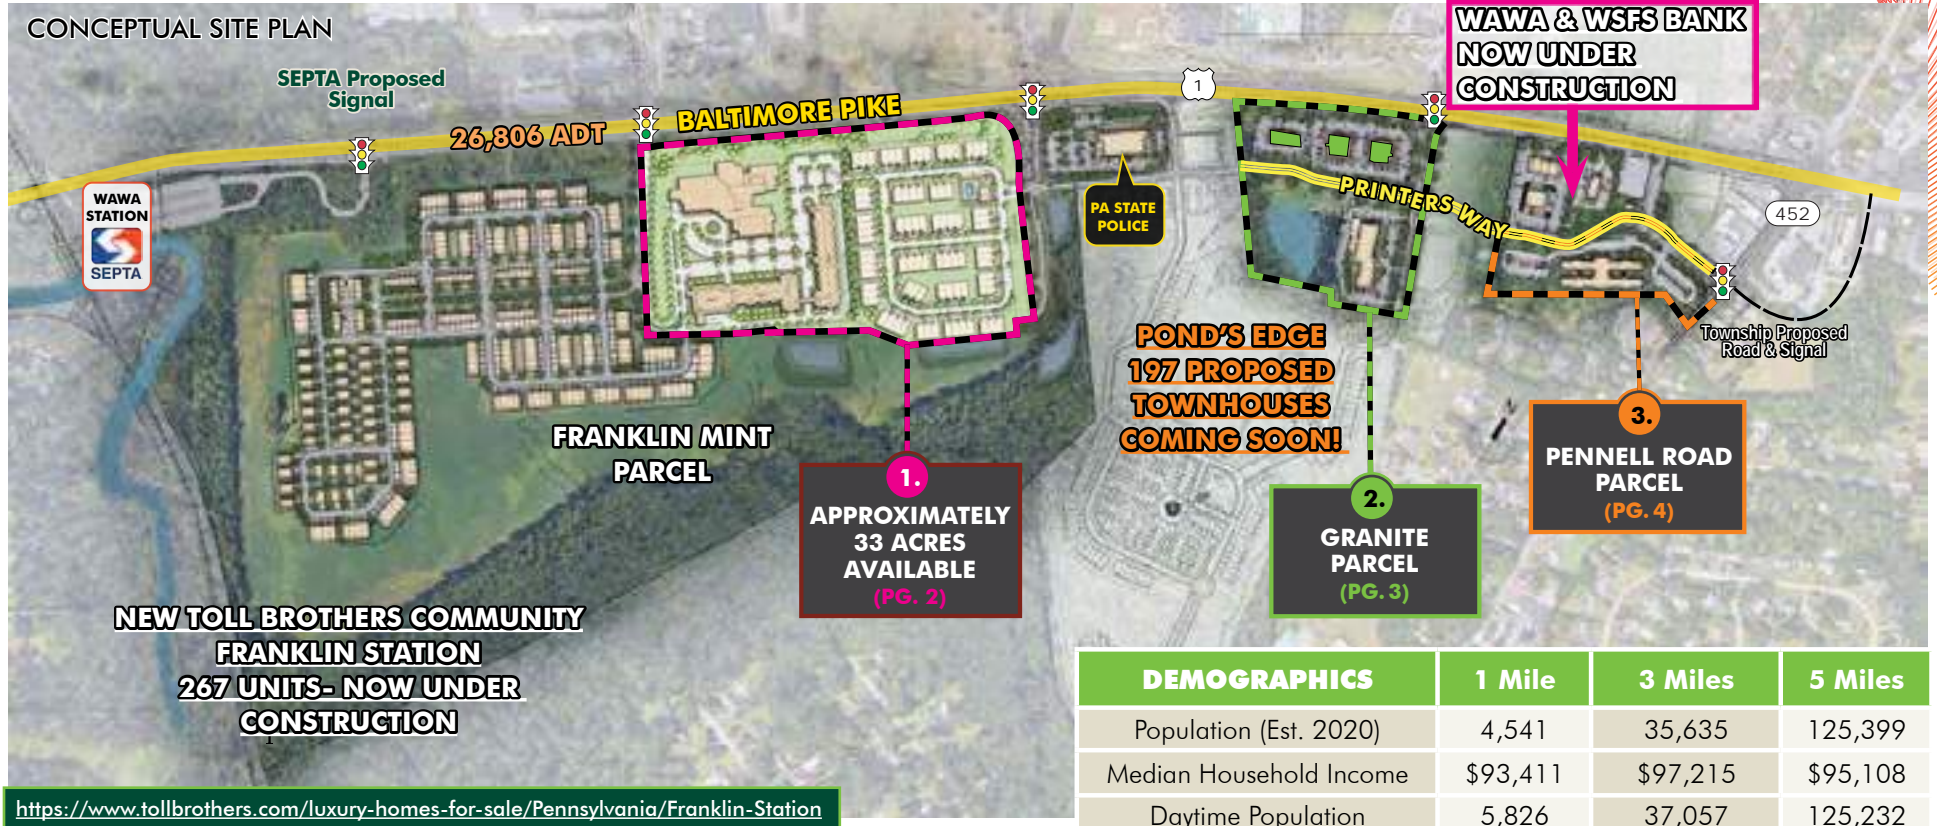 CONCEPTUAL SITE PLAN
WAWA & WSFS BANK
NOW UNDER
CONSTRUCTION
SEPTA Proposed
Signal
1
26,806 ADT
BALTIMORE PIKE
WAWA
STATION
SEPTA
PA STATE
POLICE
PRINTERS WAY
452
Township Proposed
Road & Signal
POND'S EDGE
197 PROPOSED
TOWNHOUSES
COMING SOON!
FRANKLIN MINT
PARCEL
1.
APPROXIMATELY
33 ACRES
AVAILABLE
(PG. 2)
2.
GRANITE
PARCEL
(PG. 3)
3.
PENNELL ROAD
PARCEL
(PG. 4)
NEW TOLL BROTHERS COMMUNITY
FRANKLIN STATION
267 UNITS- NOW UNDER
CONSTRUCTION
1
https://www.tollbrothers.com/luxury-homes-for-sale/Pennsylvania/Franklin-Station
DEMOGRAPHICS 1 Mile 3 Miles 5 Miles
Population (Est. 2020) 4,541 35,635 125,399
Median Household Income $93,411 $97,215 $95,108
Daytime Population 5,826 37,057 125,232